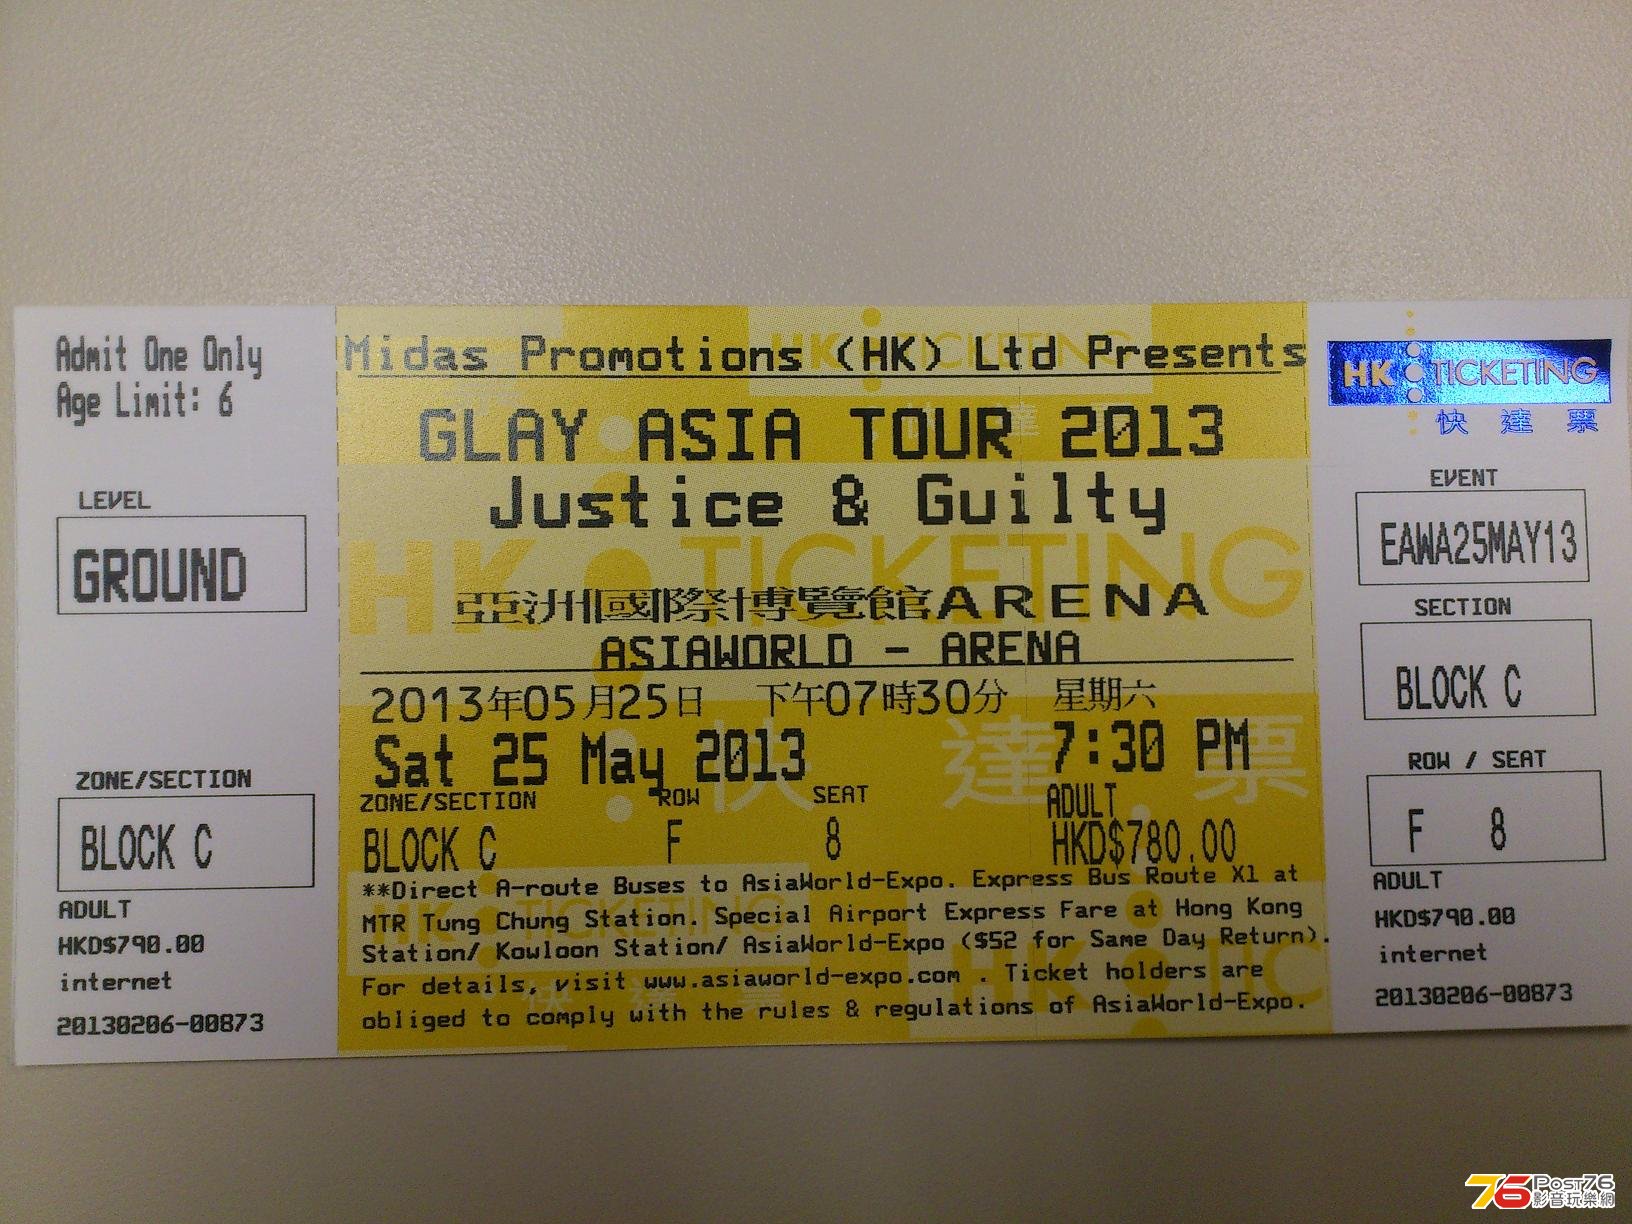 Admit One Only
Age Limit: 6
LEVEL
GROUND
ZONE/SECTION
BLOCK C
ADULT
HKD$790.00
internet
20130206-00873
Midas Promotions (HK) Ltd Presents
GLAY ASIA TOUR 2013
Justice & Guilty
亞洲國際博覽館ARENA
ASIAWORLD - ARENA
2013年05月25日 下午07時30分 星期六
Sat 25 May 2013 7:30 PM
ZONE/SECTION ROW SEAT ADULT
BLOCK C F 8 HKD$780.00
**Direct A-route Buses to AsiaWorld-Expo. Express Bus Route X1 at
MTR Tung Chung Station. Special Airport Express Fare at Hong Kong
Station/ Kowloon Station/ AsiaWorld-Expo ($52 for Same Day Return).
For details, visit www.asiaworld-expo.com . Ticket holders are
obliged to comply with the rules & regulations of AsiaWorld-Expo.
HK TICKETING
快達票
HK TICKETING
快達票
EVENT
EAWA25MAY13
SECTION
BLOCK C
ROW / SEAT
F 8
ADULT
HKD$790.00
internet
20130206-00873
76 Post76
影音玩樂網